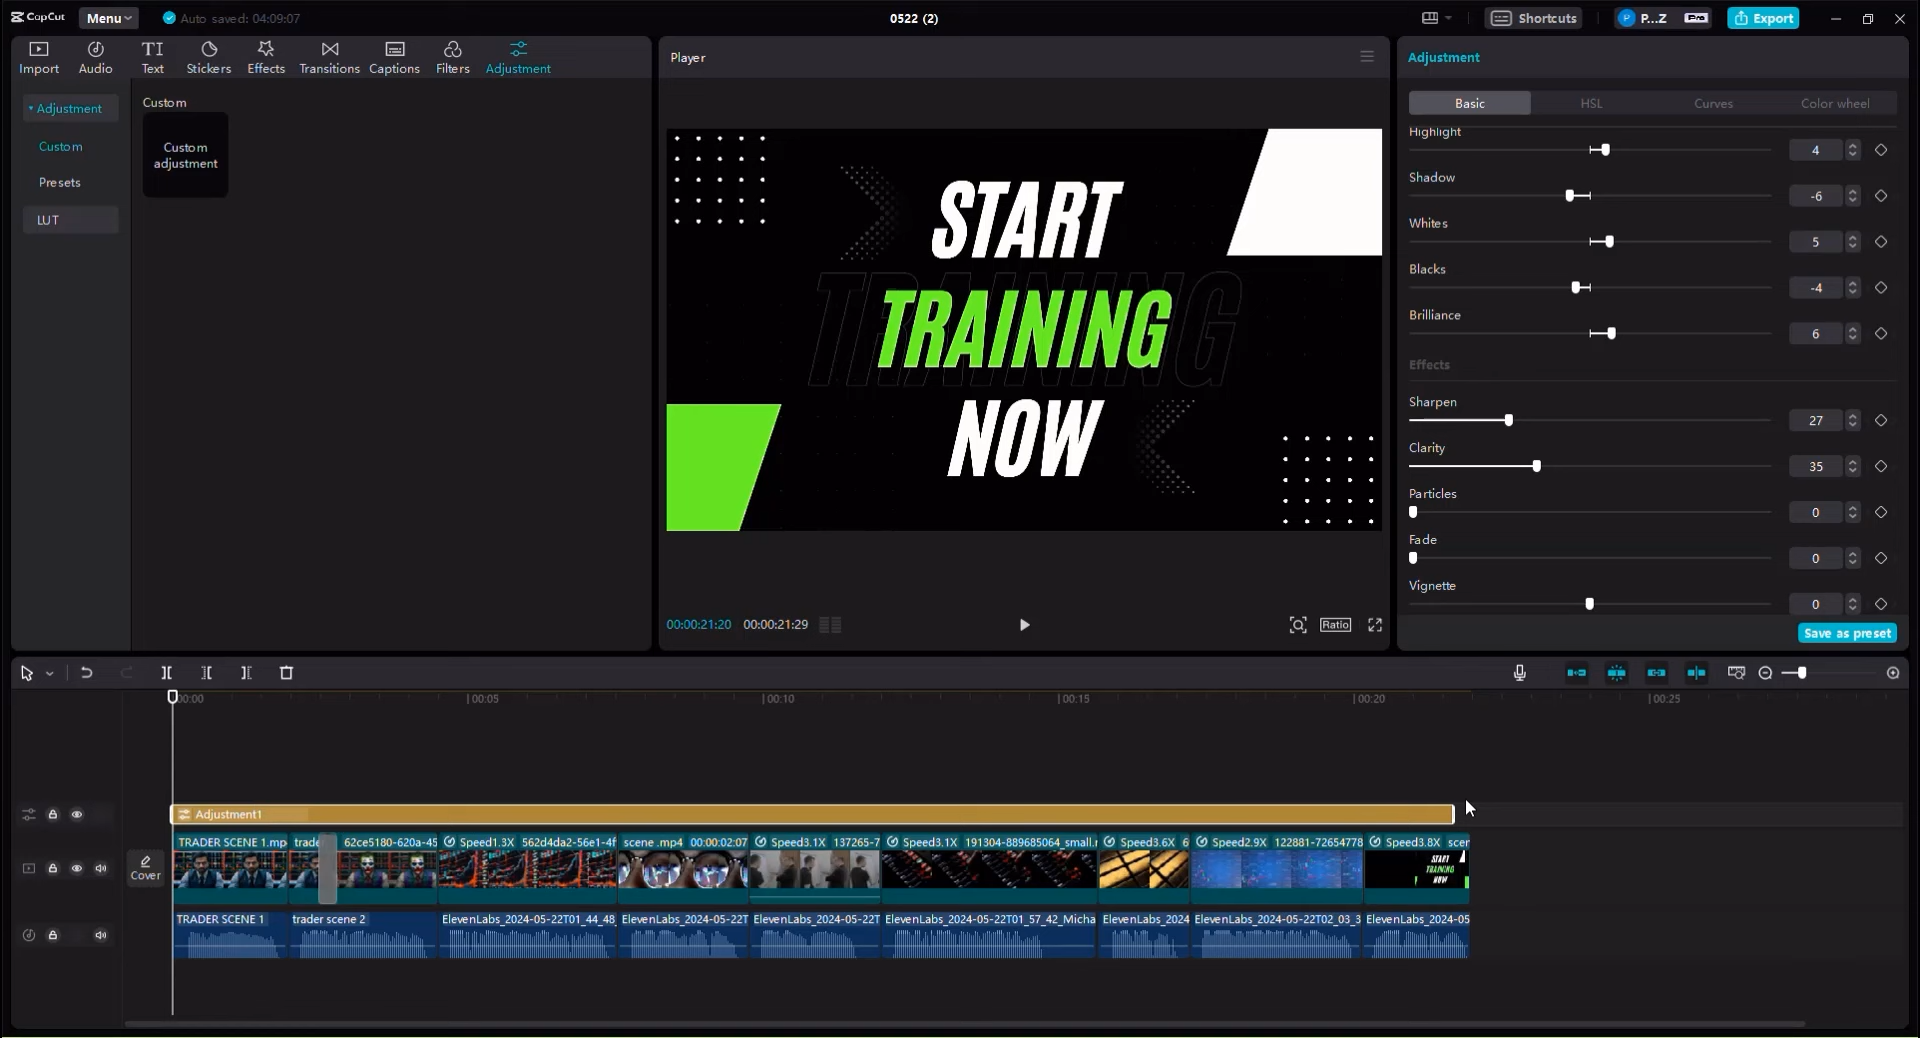 CapCut
Menu
Auto saved: 04:09:07
0522 (2)
Shortcuts
P...Z
Pro
Export
Import
Audio
TI
Text
Stickers
Effects
Transitions
Captions
Filters
Adjustment
Adjustment
Custom
Presets
LUT
Custom
Custom
adjustment
Player
START
TRAINING
TRAINING
NOW
00:00:21:20
00:00:21:29
Ratio
Adjustment
Basic
HSL
Curves
Color wheel
Highlight
4
Shadow
-6
Whites
5
Blacks
-4
Brilliance
6
Effects
Sharpen
27
Clarity
35
Particles
0
Fade
0
Vignette
0
Save as preset
00:00
00:05
00:10
00:15
00:20
00:25
Adjustment1
Cover
TRADER SCENE 1.mp
trade
62ce5180-620a-45
Speed1.3X
562d4da2-56e1-4f
scene .mp4
00:00:02:07
Speed3.1X
137265-7
Speed3.1X
191304-889685064_small.
Speed3.6X
6
Speed2.9X
122881-72654778
Speed3.8X
scen
START
TRAINING
NOW
TRADER SCENE 1
trader scene 2
ElevenLabs_2024-05-22T01_44_48
ElevenLabs_2024-05-22T
ElevenLabs_2024-05-22T
ElevenLabs_2024-05-22T01_57_42_Micha
ElevenLabs_2024
ElevenLabs_2024-05-22T02_03_3
ElevenLabs_2024-05